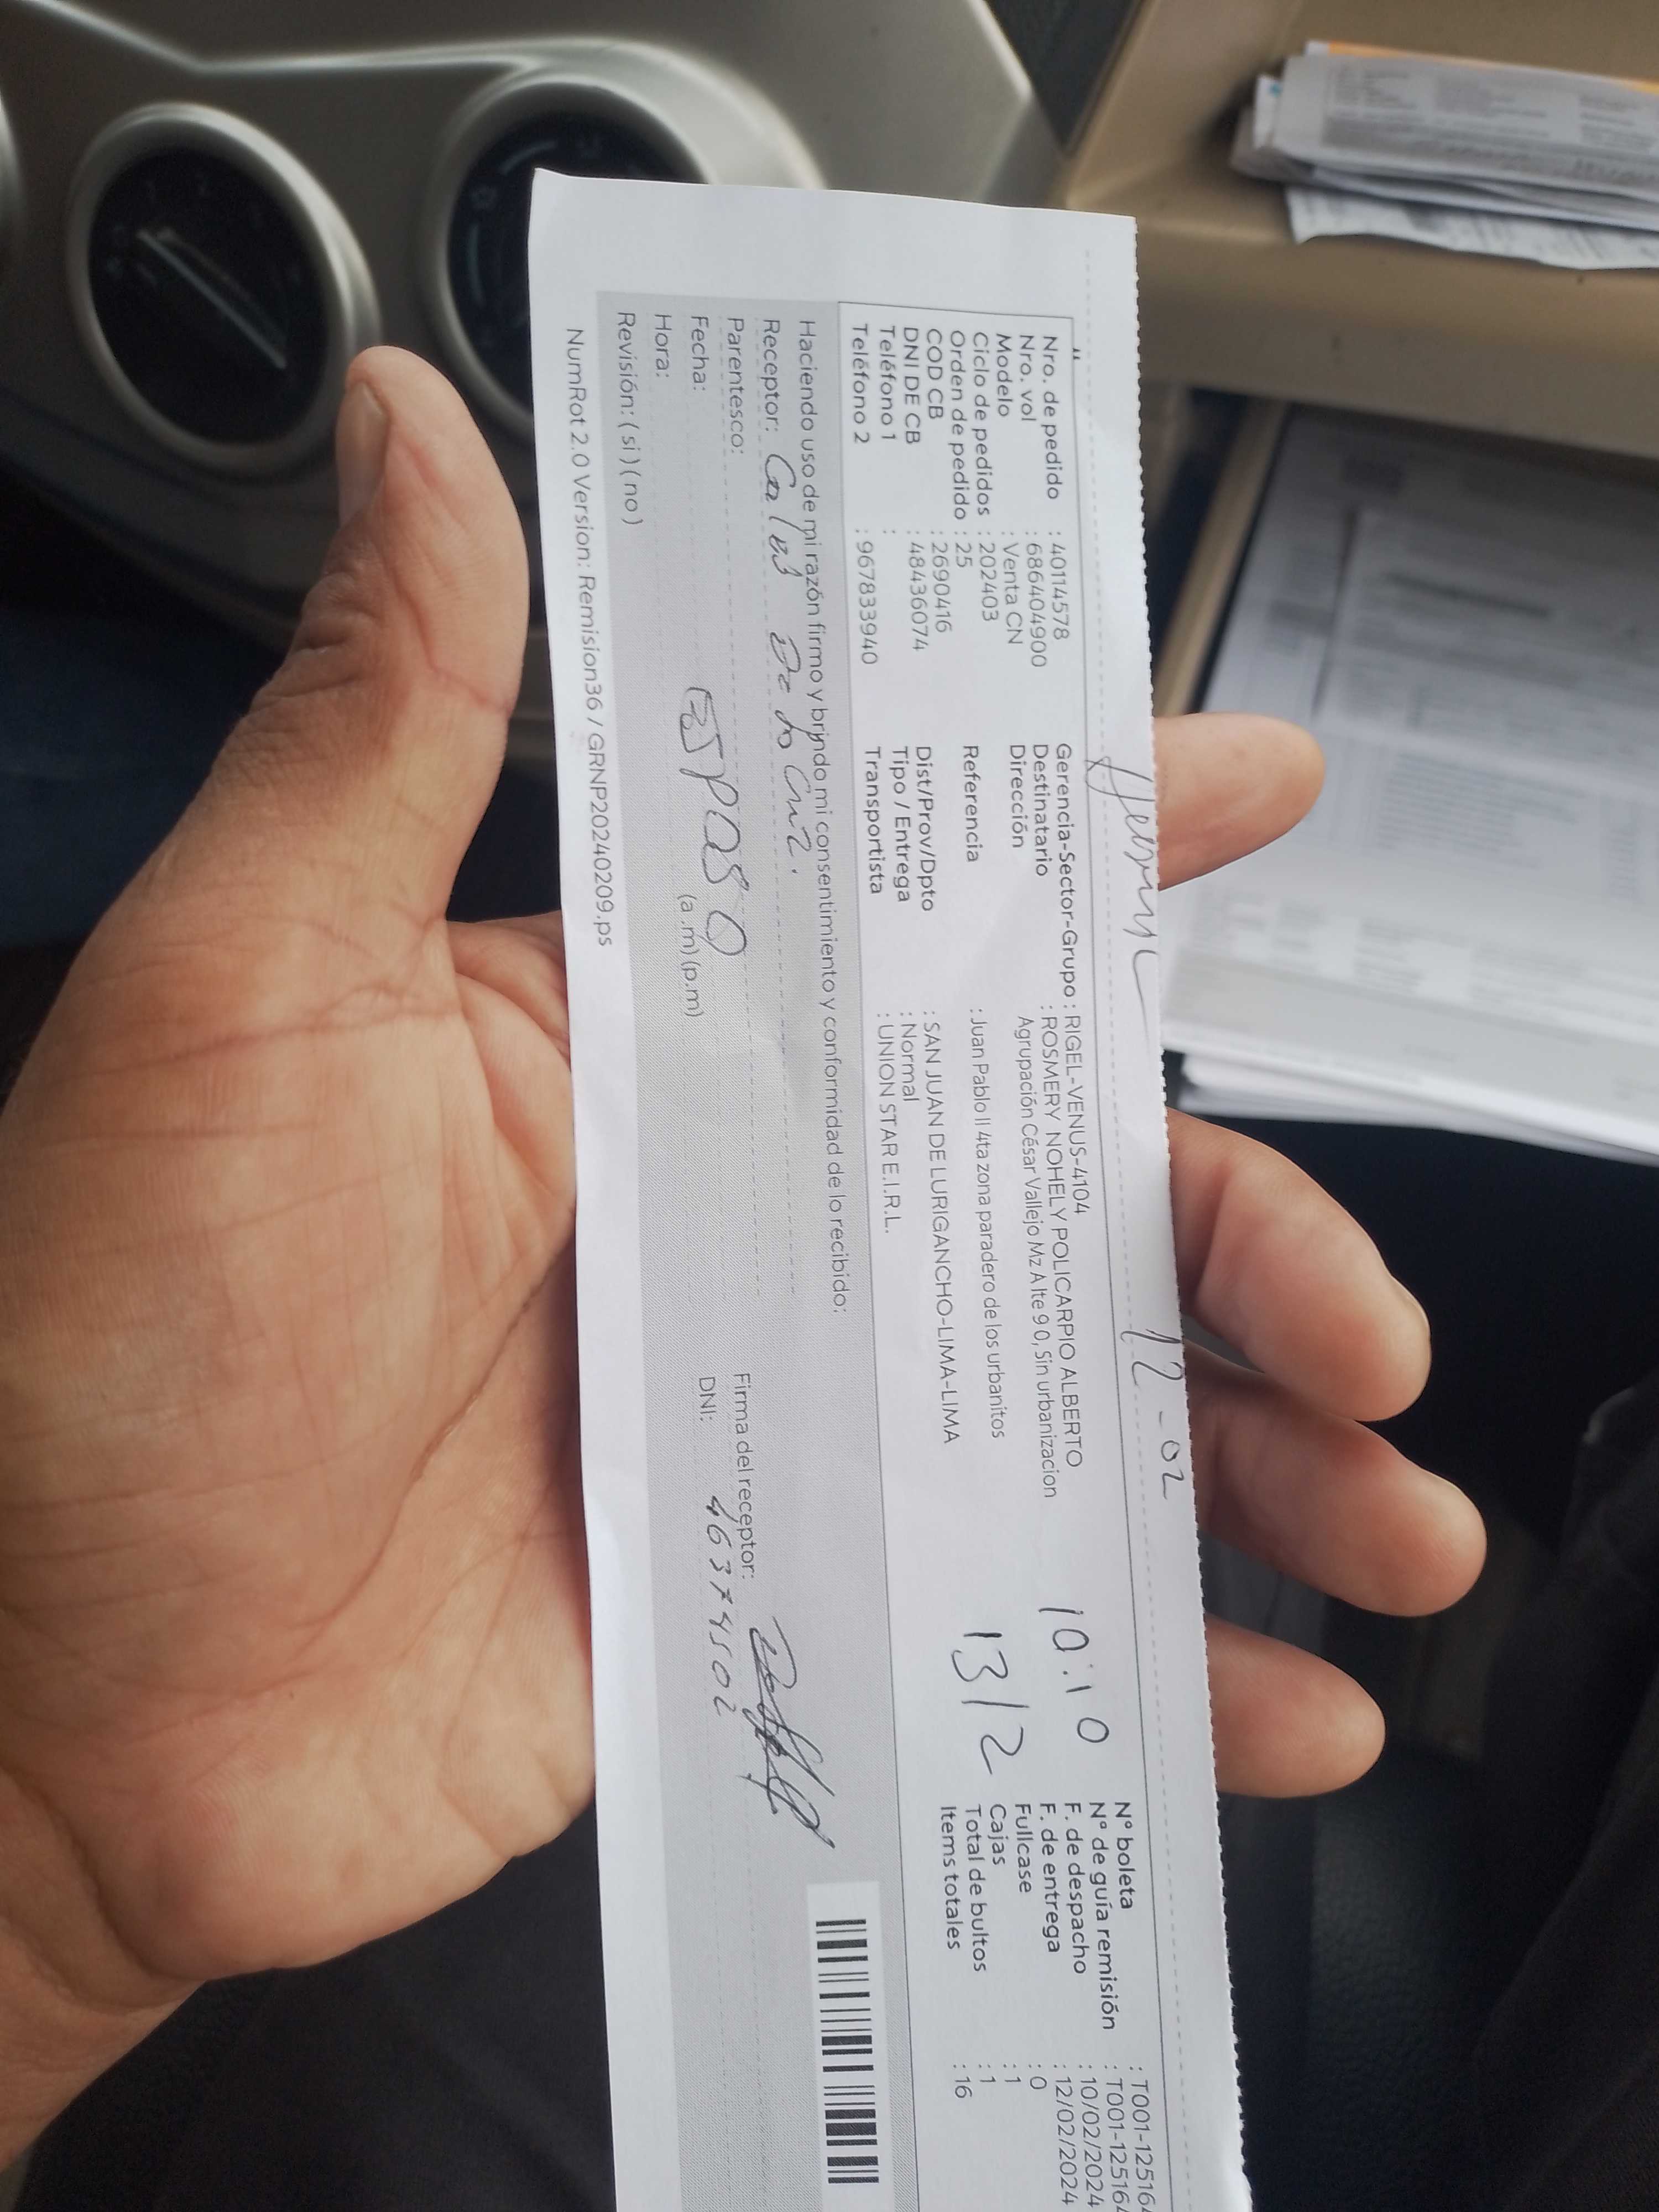 12-02
Nro. de pedido : 40114578
Nro. vol : 686404900
Modelo : Venta CN
Ciclo de pedidos : 202403
Orden de pedido : 25
COD CB : 2690416
DNI DE CB : 48436074
Teléfono 1 :
Teléfono 2 : 967833940
Gerencia-Sector-Grupo : RIGEL-VENUS-4104
Destinatario : ROSMERY NOHELY POLICARPIO ALBERTO
Dirección Agrupación César Vallejo Mz A lte 9 0, Sin urbanizacion
Referencia : Juan Pablo II 4ta zona paradero de los urbanitos
Dist/Prov/Dpto : SAN JUAN DE LURIGANCHO-LIMA-LIMA
Tipo / Entrega : Normal
Transportista : UNION STAR E.I.R.L.
10:10
13/2
N° boleta : T001-125164
N° de guía remisión : T001-125164
F. de despacho : 10/02/2024
F. de entrega : 12/02/2024
Fullcase : 0
Cajas : 1
Total de bultos : 1
Items totales : 16
Haciendo uso de mi razón firmo y brindo mi consentimiento y conformidad de lo recibido:
Receptor:
Parentesco: ESPOSO
Fecha:
Hora: (a.m) (p.m)
Revisión: ( si ) ( no )
Firma del receptor:
DNI: 46374502
NumRot 2.0 Version: Remision36 / GRNP20240209.ps